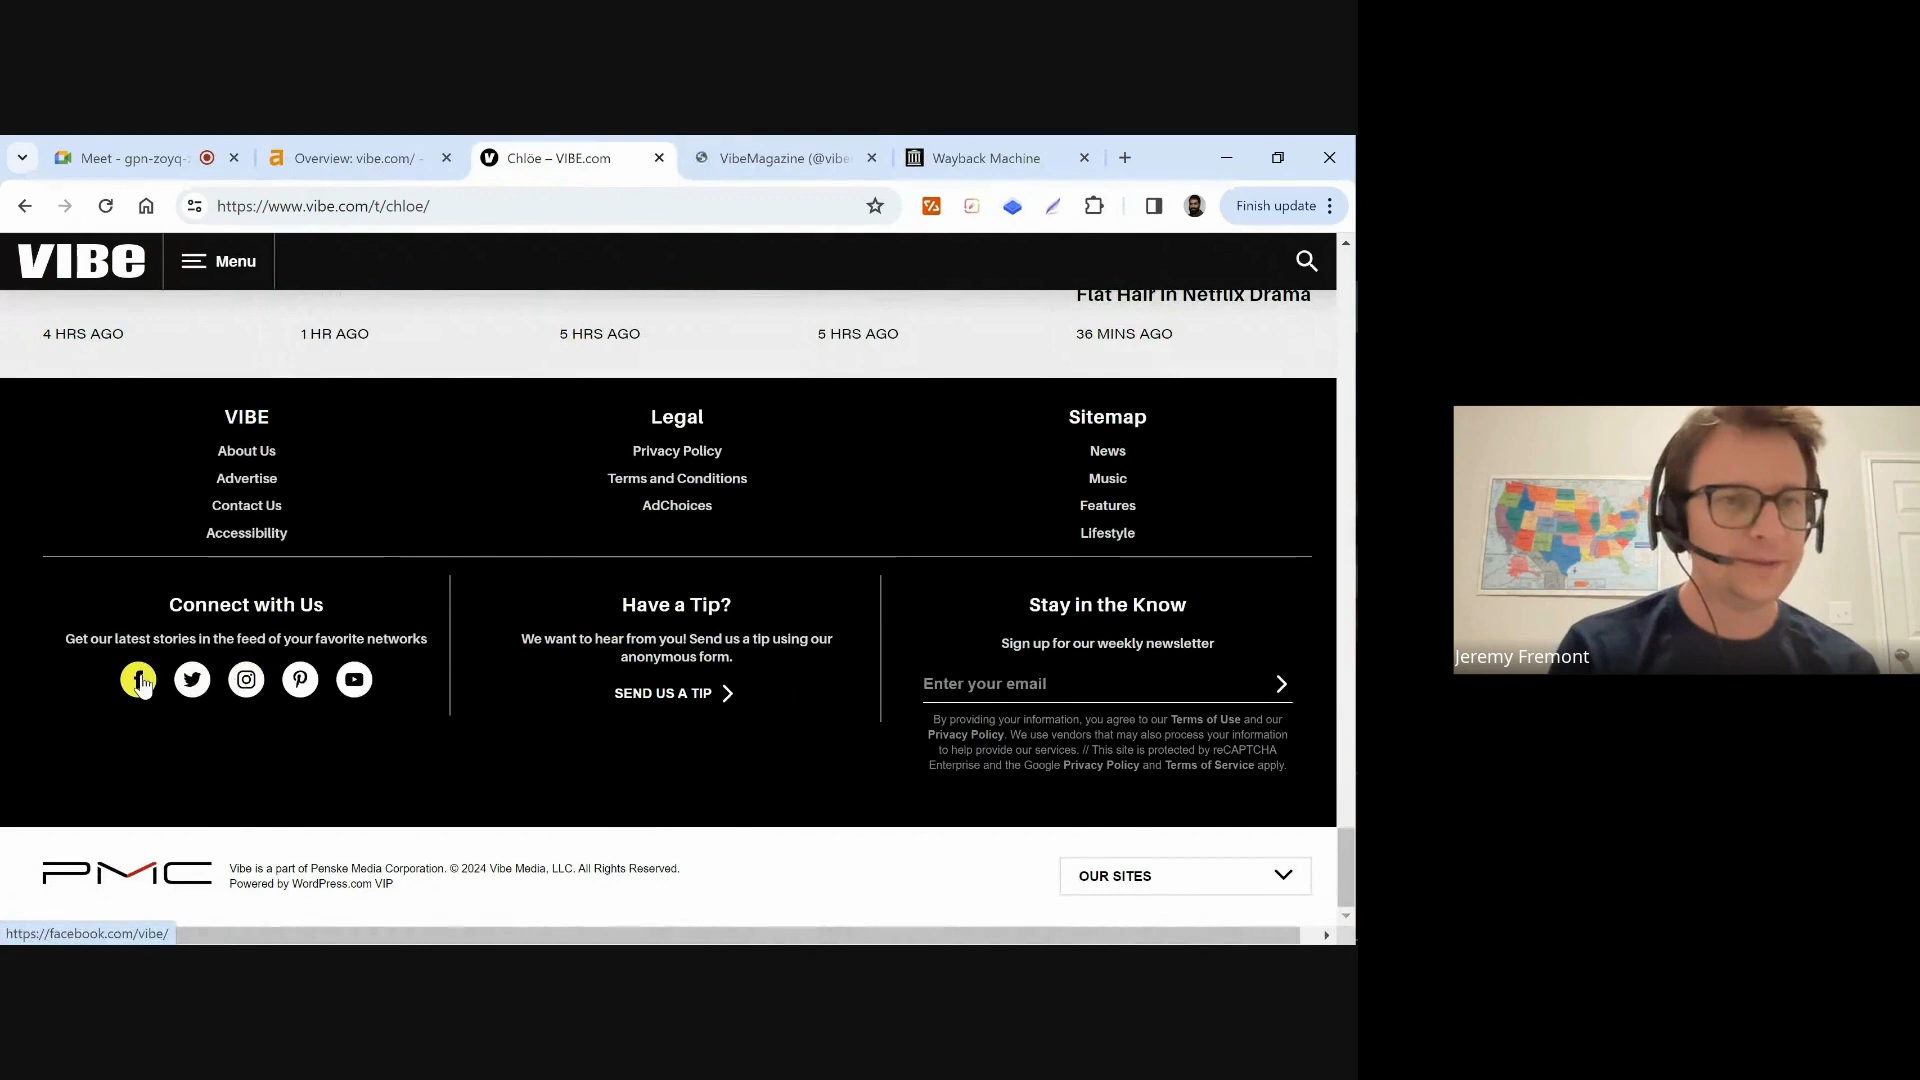 Meet - gpn-zoyq-
Overview: vibe.com/ -
Chlöe – VIBE.com
VibeMagazine (@vibe
Wayback Machine
https://www.vibe.com/t/chloe/
Finish update
VIBE
Menu
Flat Hair In Netflix Drama
4 HRS AGO
1 HR AGO
5 HRS AGO
5 HRS AGO
36 MINS AGO
VIBE
About Us
Advertise
Contact Us
Accessibility
Legal
Privacy Policy
Terms and Conditions
AdChoices
Sitemap
News
Music
Features
Lifestyle
Connect with Us
Get our latest stories in the feed of your favorite networks
Have a Tip?
We want to hear from you! Send us a tip using our
anonymous form.
SEND US A TIP
Stay in the Know
Sign up for our weekly newsletter
Enter your email
By providing your information, you agree to our Terms of Use and our
Privacy Policy. We use vendors that may also process your information
to help provide our services. // This site is protected by reCAPTCHA
Enterprise and the Google Privacy Policy and Terms of Service apply.
PMC
Vibe is a part of Penske Media Corporation. © 2024 Vibe Media, LLC. All Rights Reserved.
Powered by WordPress.com VIP
OUR SITES
https://facebook.com/vibe/
Jeremy Fremont